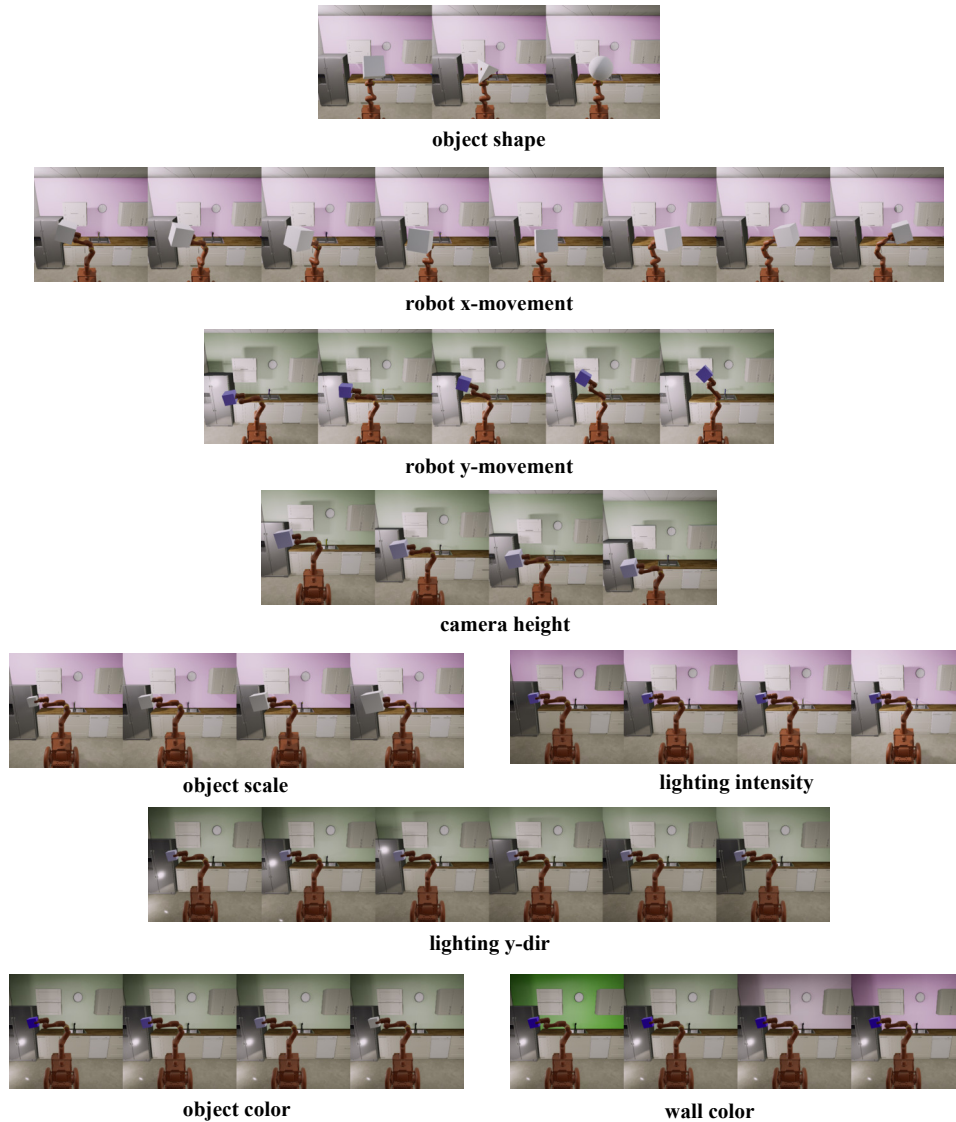 object shape
robot x-movement
robot y-movement
camera height
object scale
lighting intensity
lighting y-dir
object color
wall color